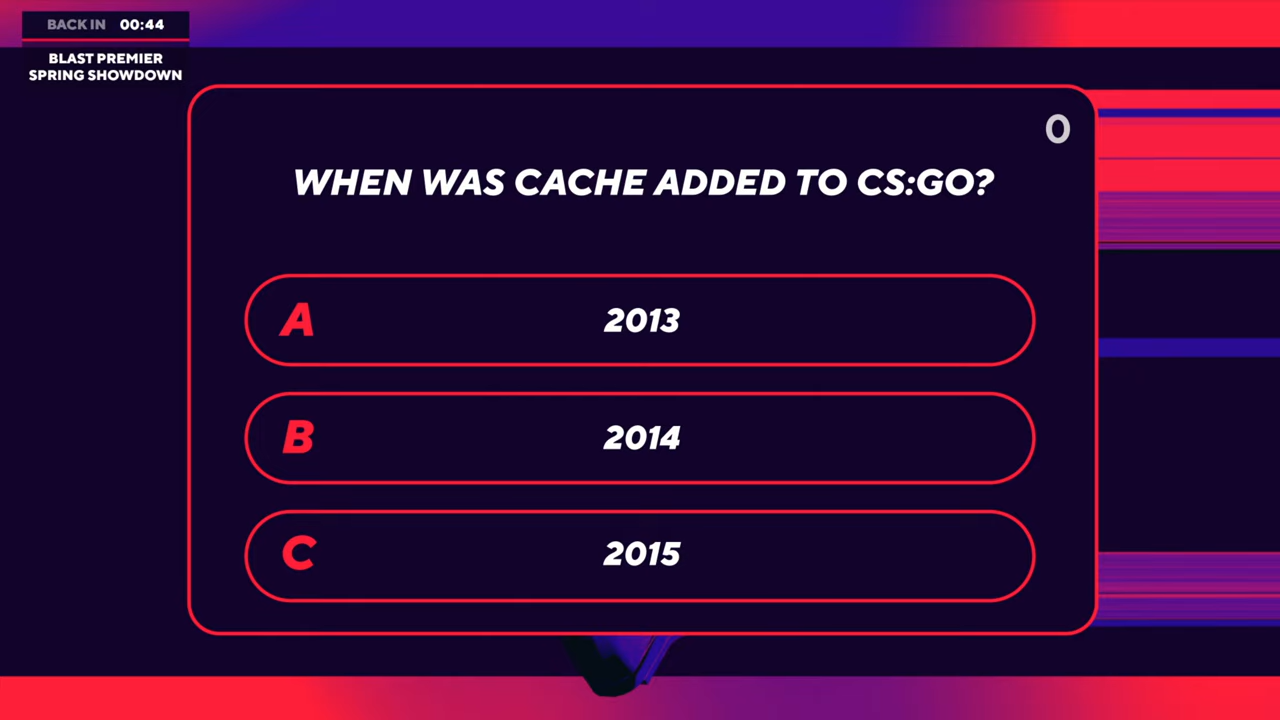 BACK IN 00:44
BLAST PREMIER
SPRING SHOWDOWN
0
WHEN WAS CACHE ADDED TO CS:GO?
A 2013
B 2014
C 2015